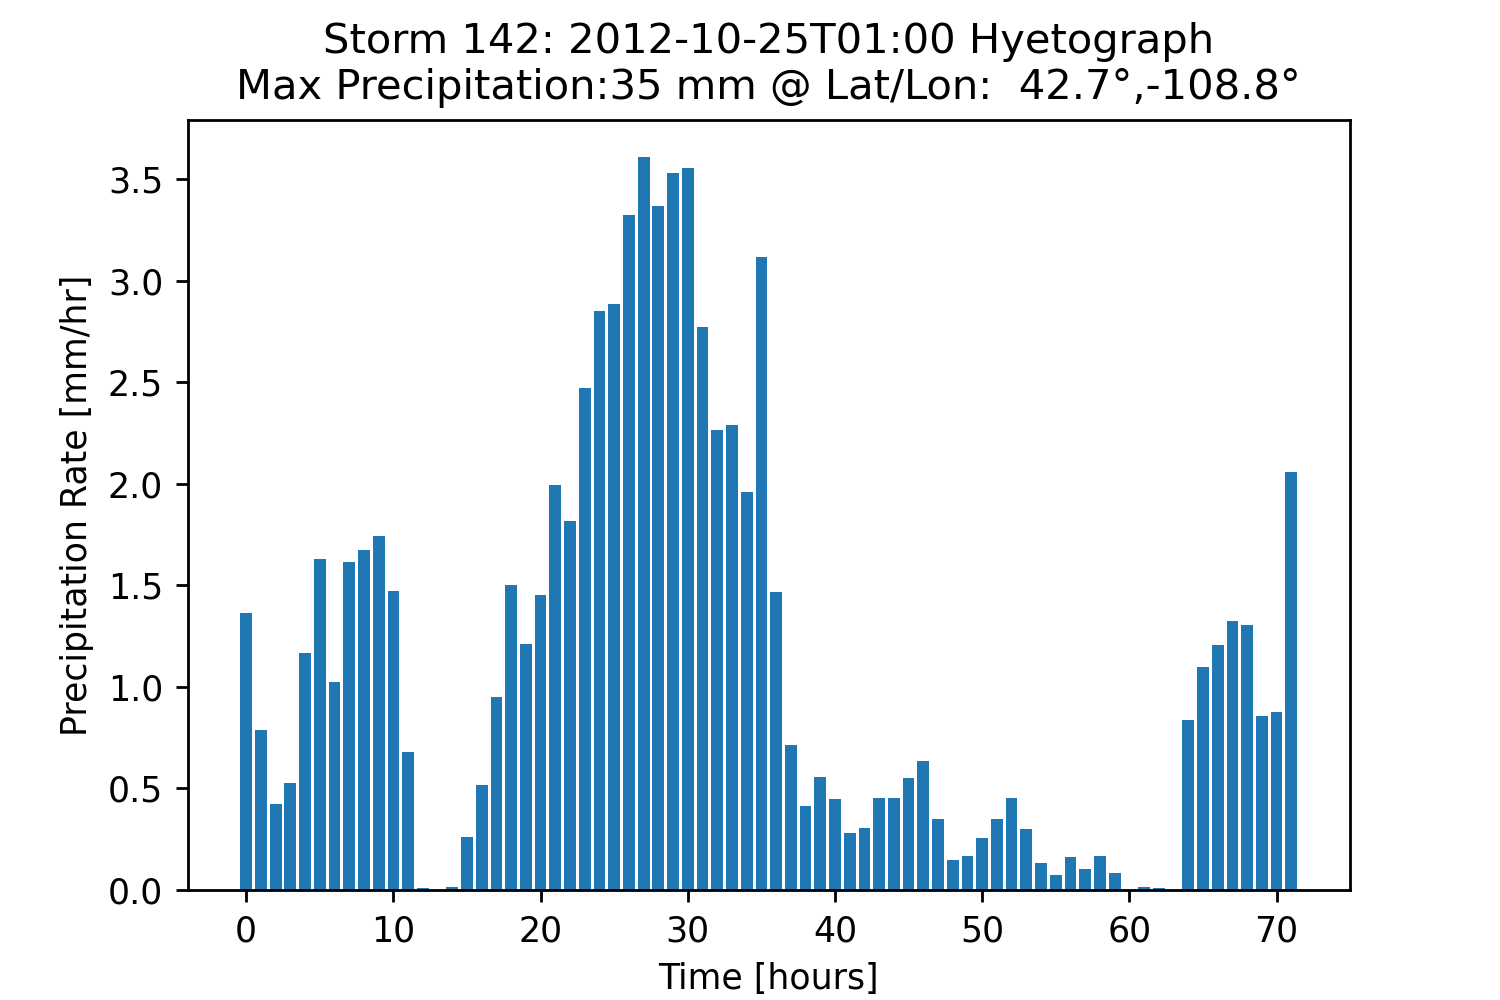 Storm 142: 2012-10-25T01:00 Hyetograph
Max Precipitation:35 mm @ Lat/Lon:  42.7°,-108.8°
Precipitation Rate [mm/hr]
3.5
3.0
2.5
2.0
1.5
1.0
0.5
0.0
0 10 20 30 40 50 60 70
Time [hours]